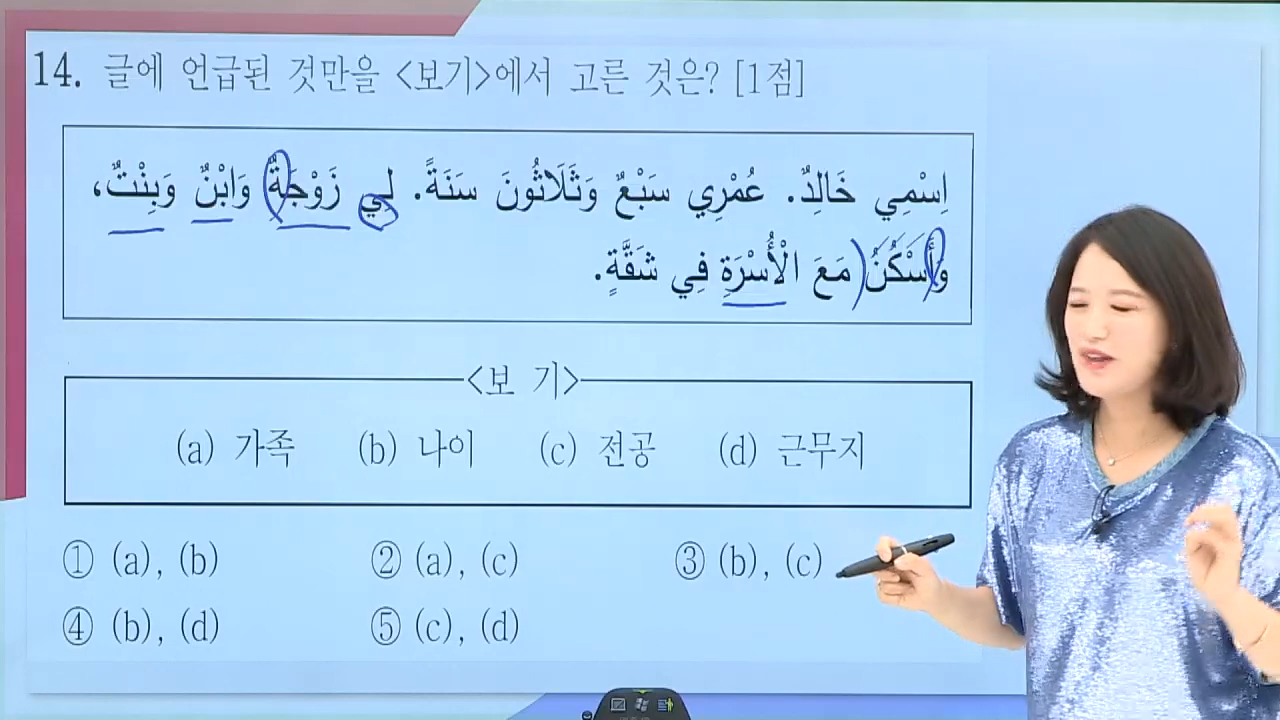 14. 글에 언급된 것만을 <보기>에서 고른 것은? [1점]
اِسْمِي خَالِدٌ. عُمْرِي سَبْعٌ وَثَلَاثُونَ سَنَةً. لِي زَوْجَةٌ وَابْنٌ وَبِنْتٌ،
وَأَسْكُنُ مَعَ الْأُسْرَةِ فِي شَقَّةٍ.
<보 기>
(a) 가족 (b) 나이 (c) 전공 (d) 근무지
① (a), (b) ② (a), (c) ③ (b), (c)
④ (b), (d) ⑤ (c), (d)